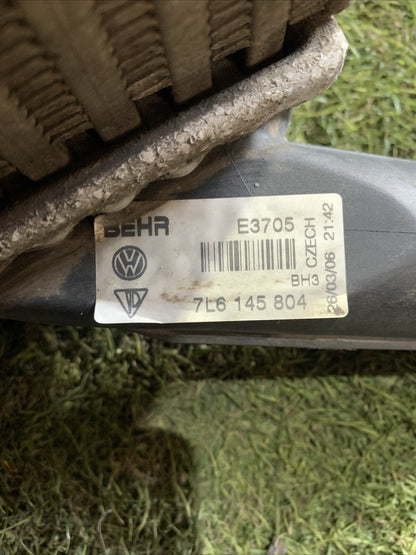 BEHR E3705
BH3
7L6 145 804
CZECH
26/03/06 21:42